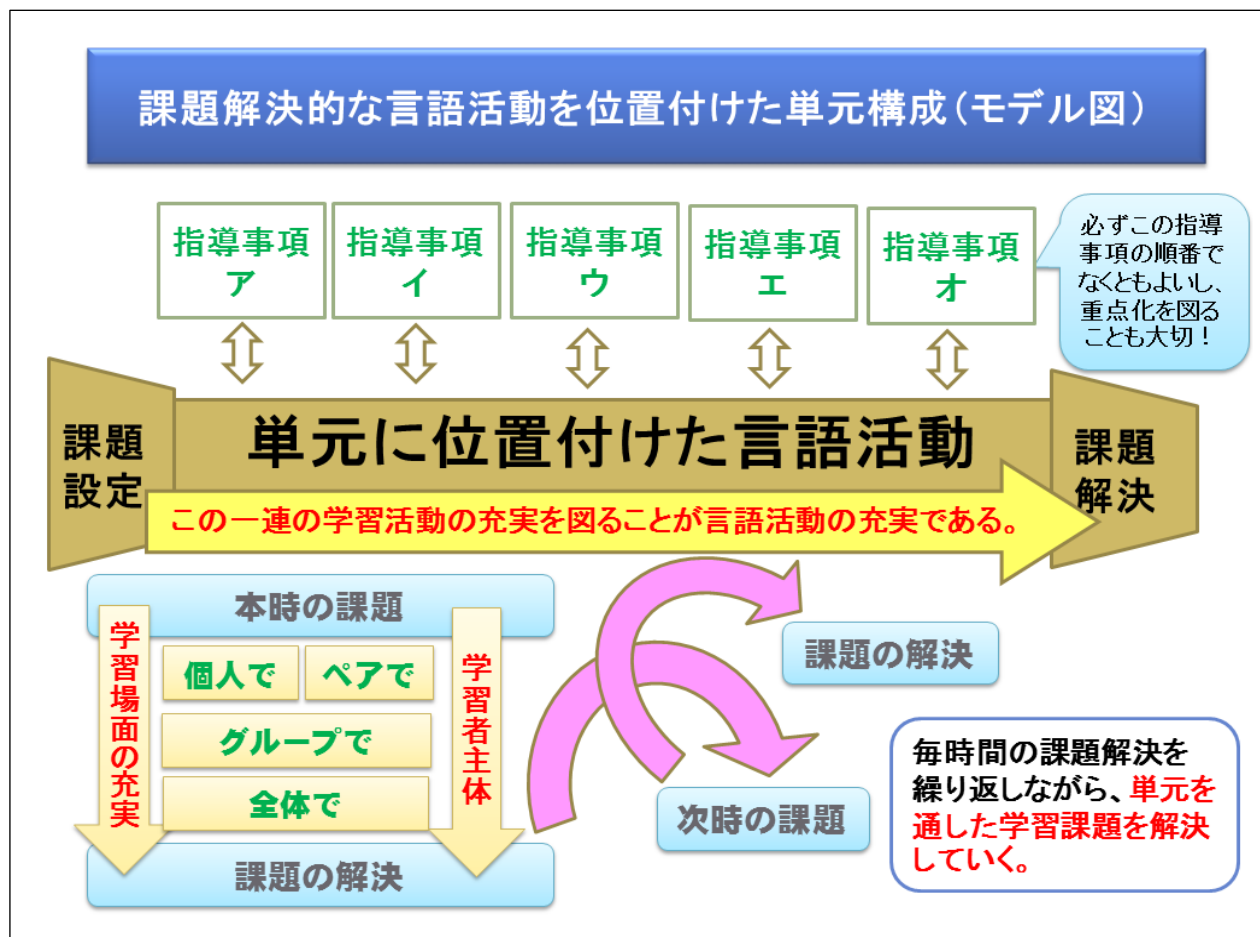 課題解決的な言語活動を位置付けた単元構成(モデル図)
指導事項
ア
指導事項
イ
指導事項
ウ
指導事項
エ
指導事項
オ
必ずこの指導
事項の順番で
なくともよいし、
重点化を図る
ことも大切!
課題
設定
単元に位置付けた言語活動
課題
解決
この一連の学習活動の充実を図ることが言語活動の充実である。
本時の課題
学習場面の充実
個人で
ペアで
グループで
全体で
学習者主体
課題の解決
課題の解決
次時の課題
毎時間の課題解決を
繰り返しながら、単元を
通した学習課題を解決
していく。